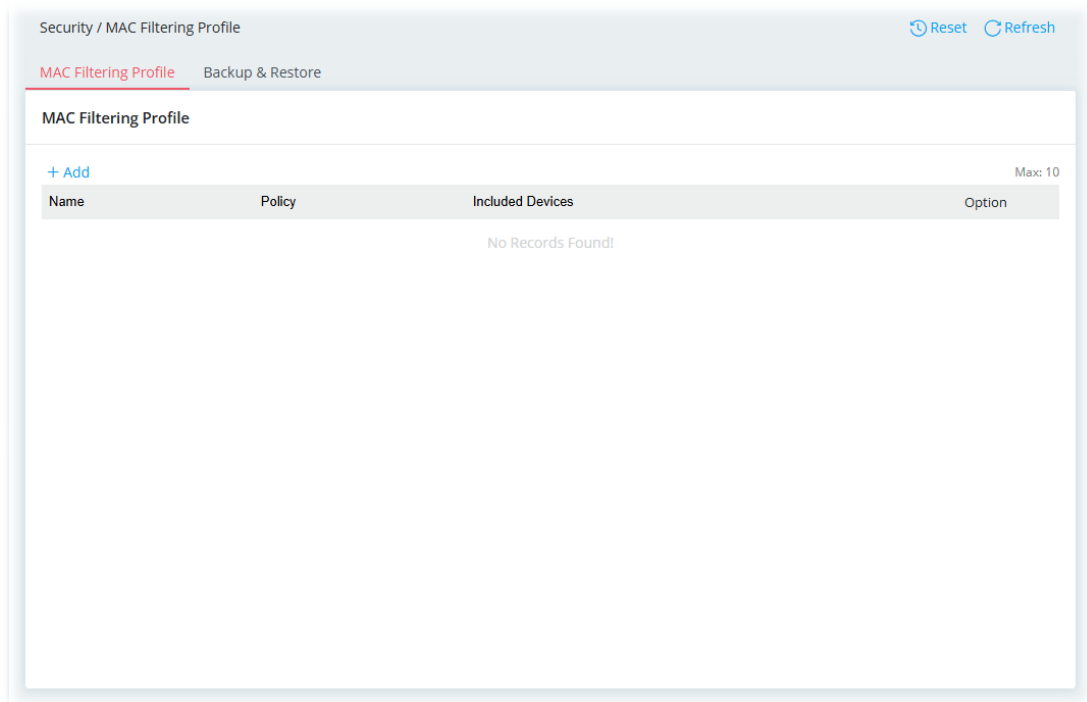 Security / MAC Filtering Profile Reset Refresh
MAC Filtering Profile Backup & Restore
MAC Filtering Profile
+ Add Max: 10
Name Policy Included Devices Option
No Records Found!